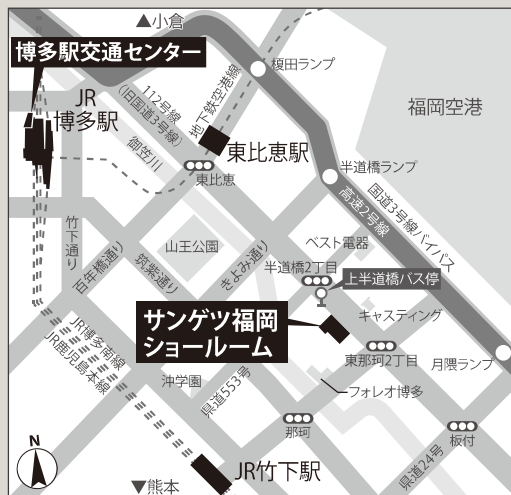 ▲小倉
博多駅交通センター
榎田ランプ
JR
博多駅
112号線
(旧国道3号線)
地下鉄空港線
福岡空港
御笠川
東比恵駅
東比恵
半道橋ランプ
国道3号線バイパス
高速2号線
竹下通り
百年橋通り
山王公園
筑紫通り
きよみ通り
ベスト電器
半道橋2丁目
上半道橋バス停
サンゲツ福岡
ショールーム
キャスティング
JR博多南線
JR鹿児島本線
東那珂2丁目
月隈ランプ
沖学園
県道553号
フォレオ博多
那珂
板付
県道24号
N
▼熊本
JR竹下駅